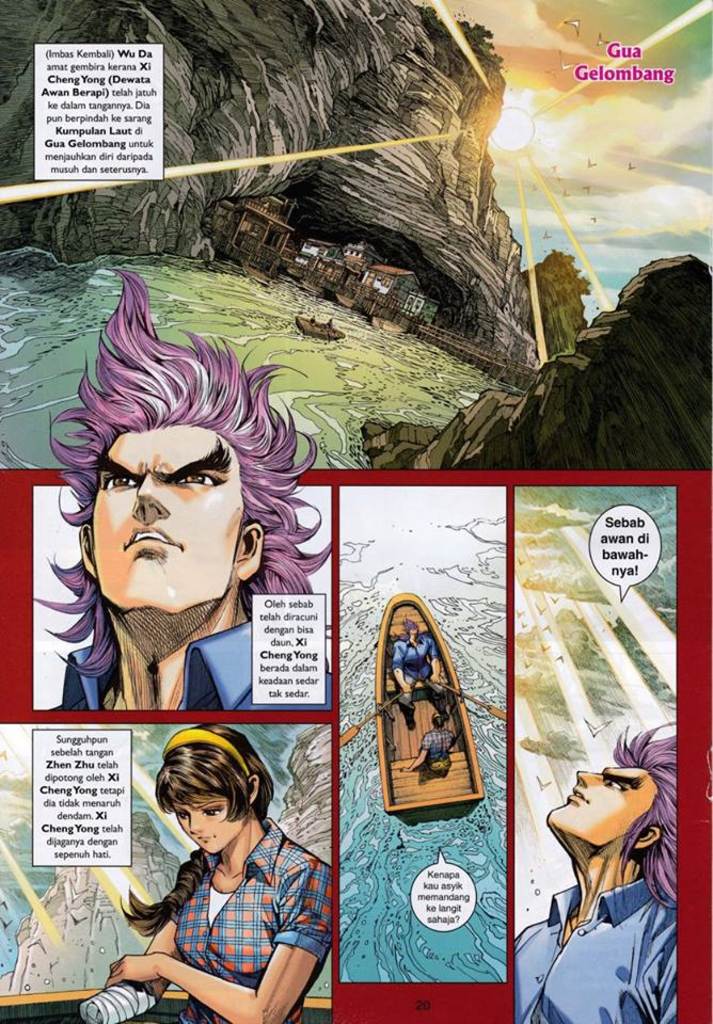 (Imbas Kembali) Wu Da
amat gembira kerana Xi
Cheng Yong (Dewata
Awan Berapi) telah jatuh
ke dalam tangannya. Dia
pun berpindah ke sarang
Kumpulan Laut di
Gua Gelombang untuk
menjauhkan diri daripada
musuh dan seterusnya.
Gua
Gelombang
Oleh sebab
telah diracuni
dengan bisa
daun, Xi
Cheng Yong
berada dalam
keadaan sedar
tak sedar.
Sungguhpun
sebelah tangan
Zhen Zhu telah
dipotong oleh Xi
Cheng Yong tetapi
dia tidak menaruh
dendam. Xi
Cheng Yong telah
dijaganya dengan
sepenuh hati.
Kenapa
kau asyik
memandang
ke langit
sahaja?
Sebab
awan di
bawah-
nya!
20